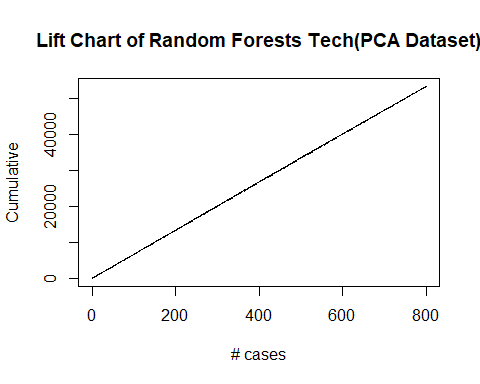 Lift Chart of Random Forests Tech(PCA Dataset)
Cumulative
40000
20000
0
0 200 400 600 800
# cases